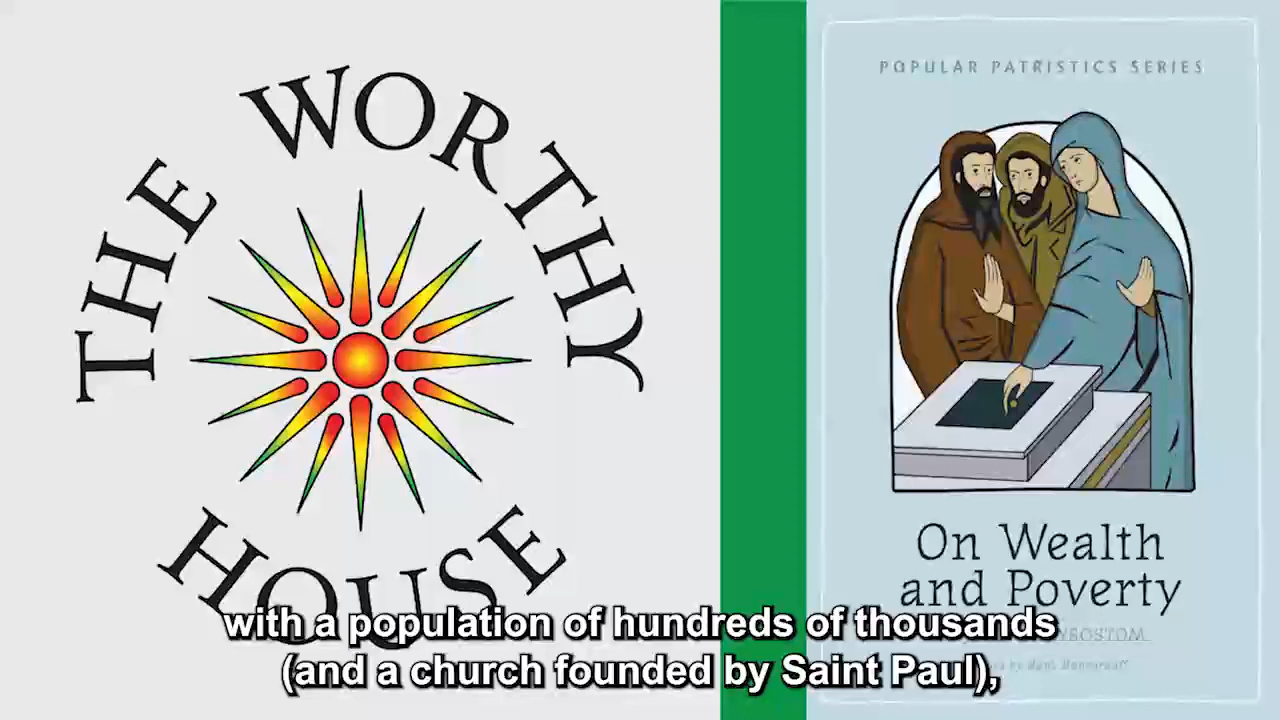 THE WORTHY
HOUSE
POPULAR PATRISTICS SERIES
On Wealth
and Poverty
with a population of hundreds of thousands
(and a church founded by Saint Paul),